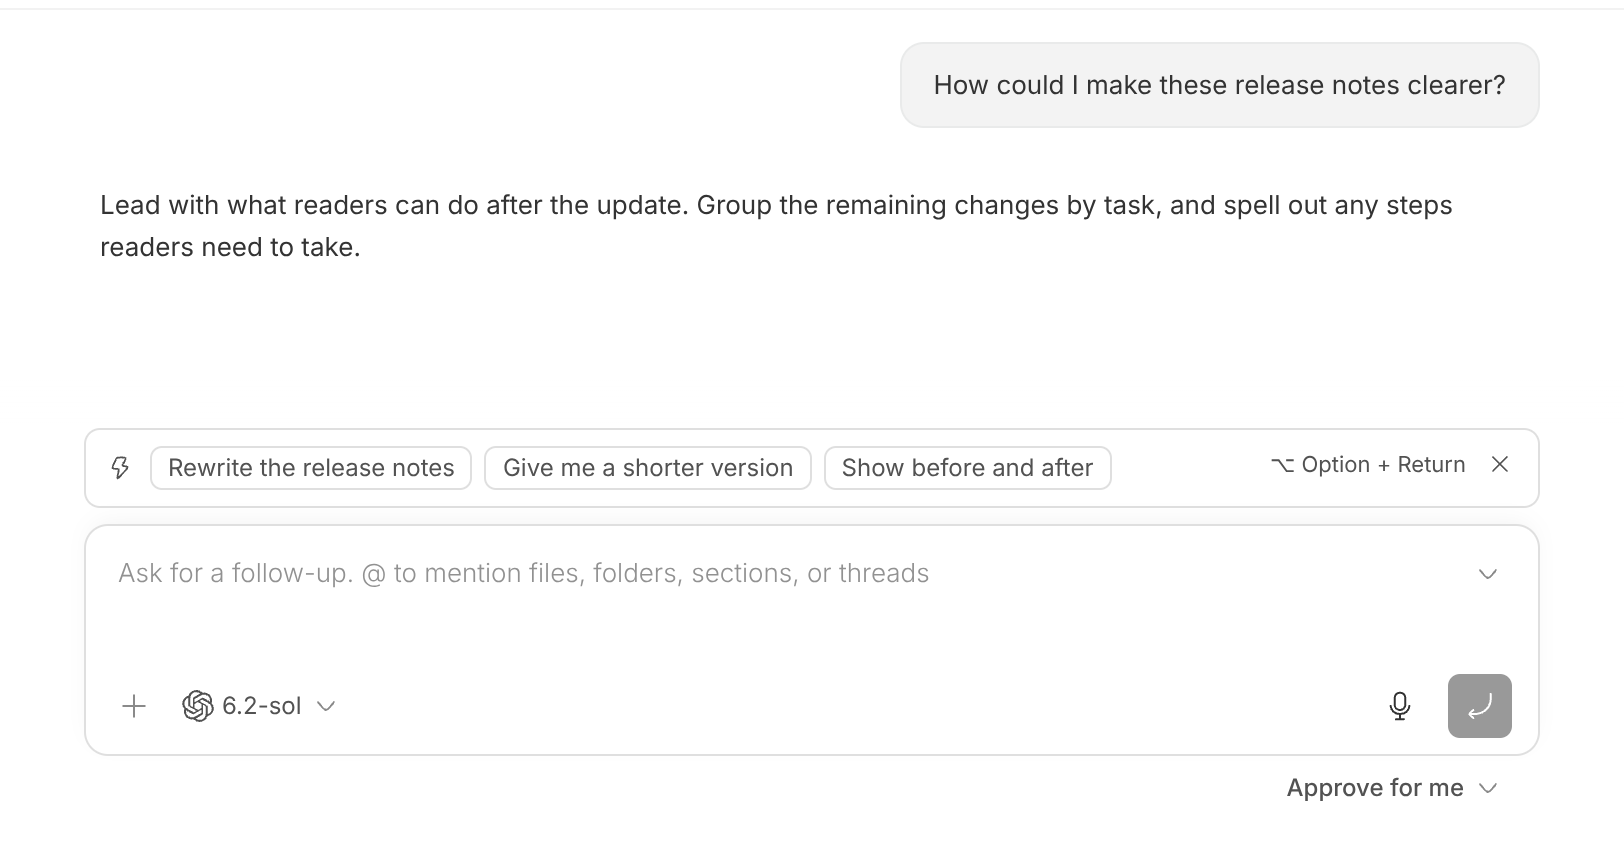 How could I make these release notes clearer?
Lead with what readers can do after the update. Group the remaining changes by task, and spell out any steps
readers need to take.
Rewrite the release notes
Give me a shorter version
Show before and after
⌥ Option + Return
Ask for a follow-up. @ to mention files, folders, sections, or threads
6.2-sol
Approve for me